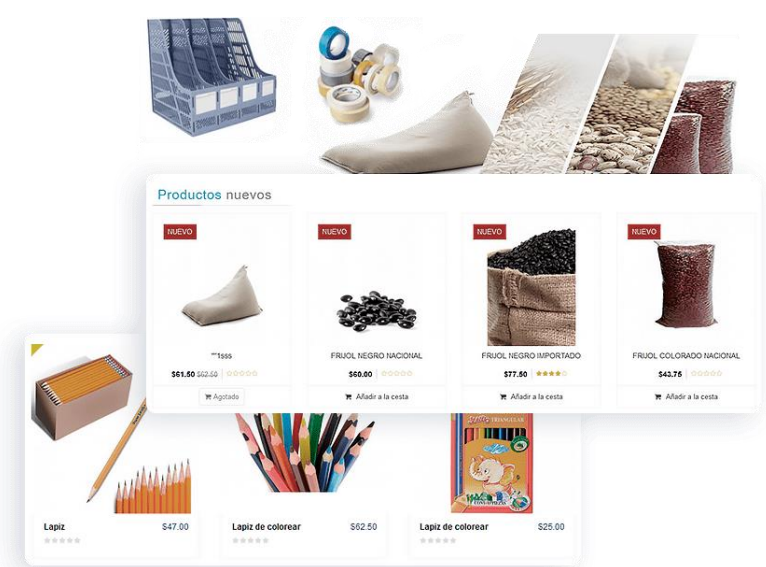 Productos nuevos
NUEVO
NUEVO
NUEVO
NUEVO
""1sss
FRIJOL NEGRO NACIONAL
FRIJOL NEGRO IMPORTADO
FRIJOL COLORADO NACIONAL
$61.50 $62.50
$60.00
$77.50
$43.75
Agotado
Añadir a la cesta
Añadir a la cesta
Añadir a la cesta
TRIANGULAR
Lapiz $47.00
Lapiz de colorear $62.50
Lapiz de colorear $25.00